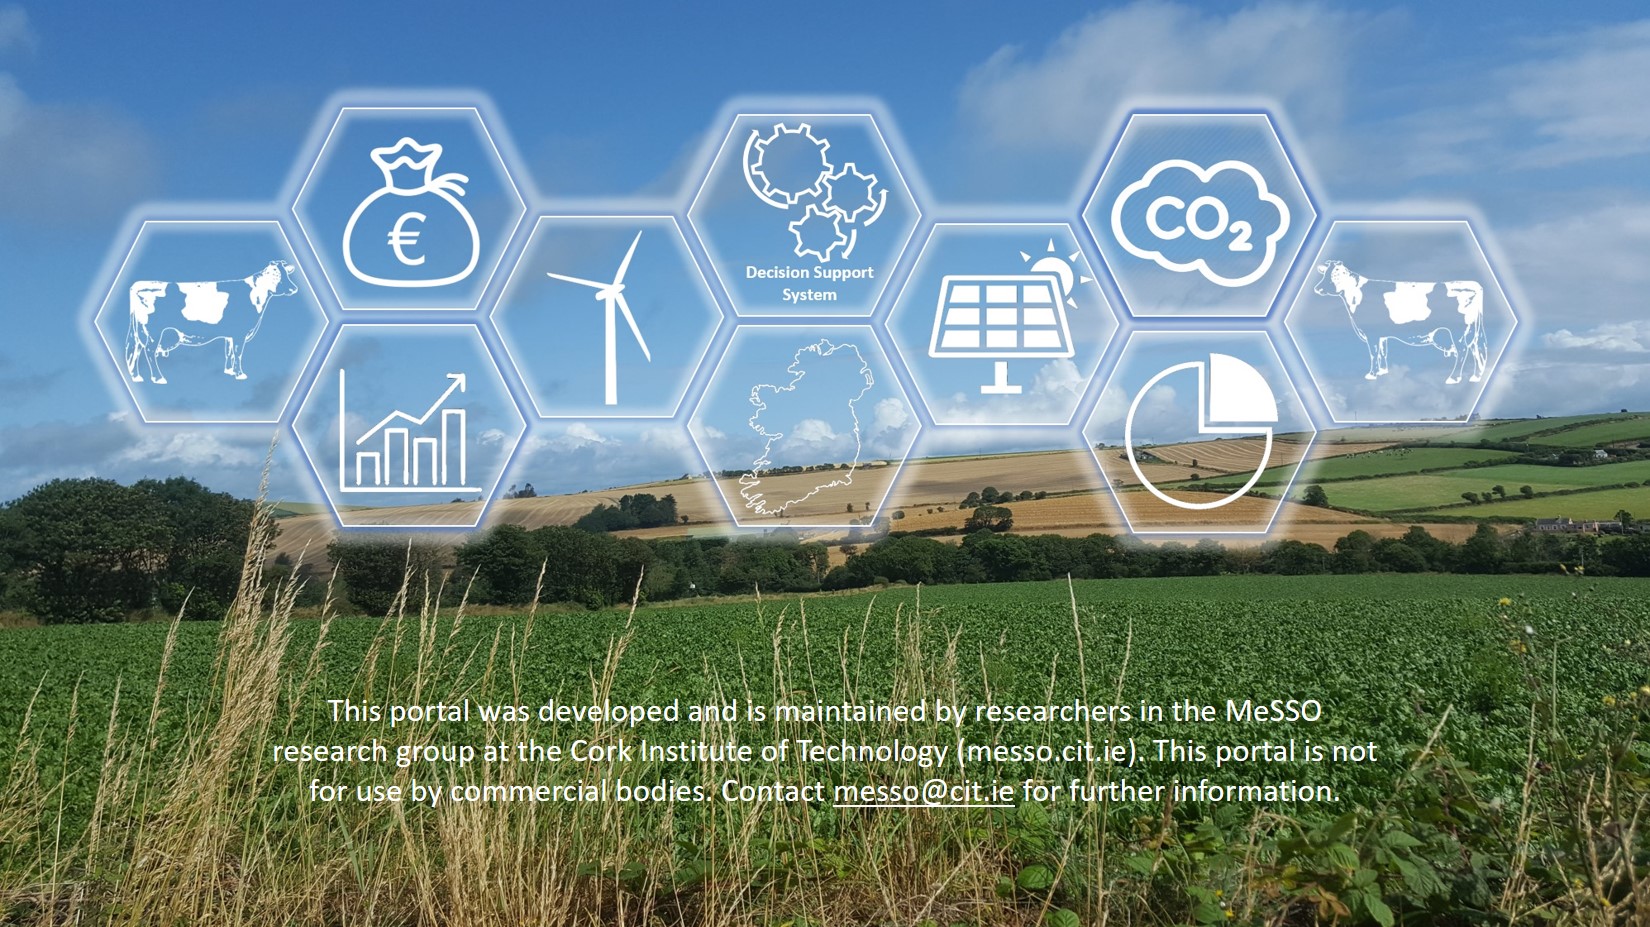 €
Decision Support
System
CO2
This portal was developed and is maintained by researchers in the MeSSO
research group at the Cork Institute of Technology (messo.cit.ie). This portal is not
for use by commercial bodies. Contact messo@cit.ie for further information.